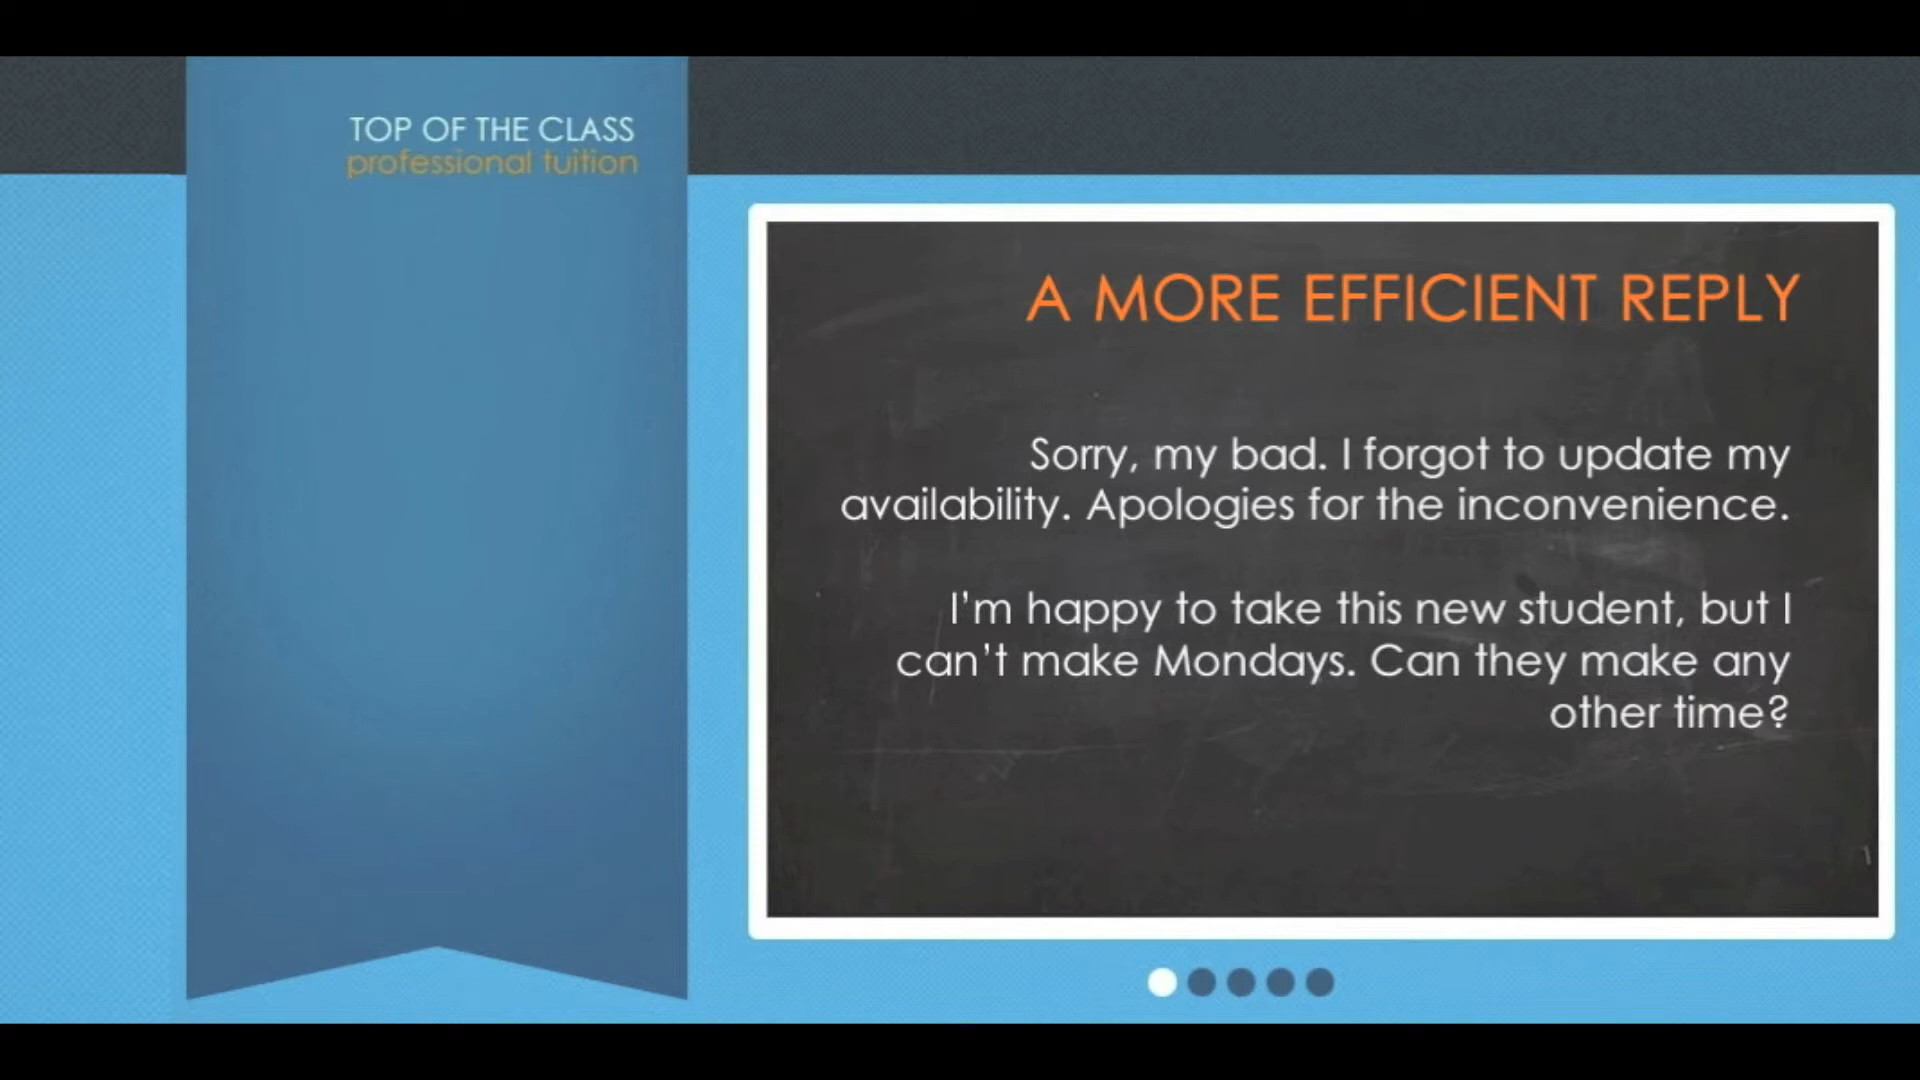 TOP OF THE CLASS
professional tuition
A MORE EFFICIENT REPLY
Sorry, my bad. I forgot to update my
availability. Apologies for the inconvenience.
I'm happy to take this new student, but I
can't make Mondays. Can they make any
other time?